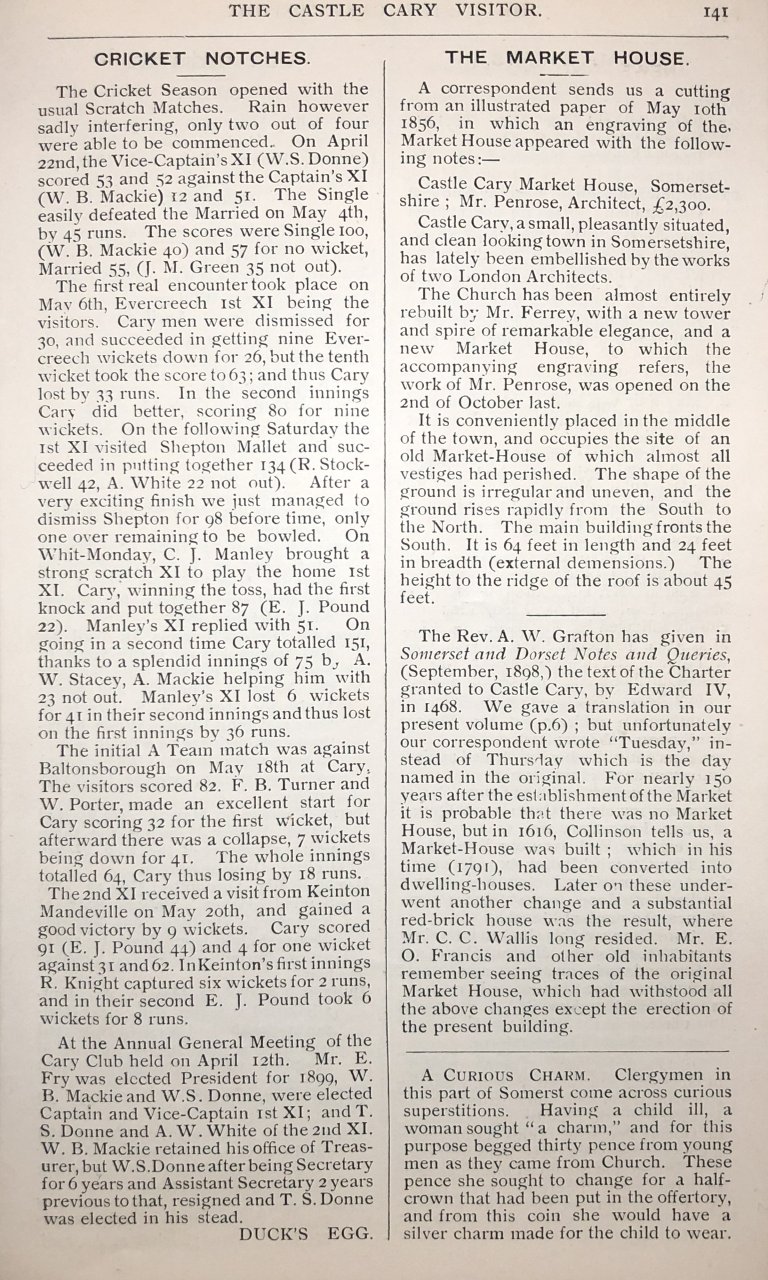 THE CASTLE CARY VISITOR. 141
CRICKET NOTCHES.
The Cricket Season opened with the
usual Scratch Matches. Rain however
sadly interfering, only two out of four
were able to be commenced. On April
22nd, the Vice-Captain's XI (W.S. Donne)
scored 53 and 52 against the Captain's XI
(W. B. Mackie) 12 and 51. The Single
easily defeated the Married on May 4th,
by 45 runs. The scores were Single 100,
(W. B. Mackie 40) and 57 for no wicket,
Married 55, (J. M. Green 35 not out).
The first real encounter took place on
May 6th, Evercreech 1st XI being the
visitors. Cary men were dismissed for
30, and succeeded in getting nine Ever-
creech wickets down for 26, but the tenth
wicket took the score to 63; and thus Cary
lost by 33 runs. In the second innings
Cary did better, scoring 80 for nine
wickets. On the following Saturday the
1st XI visited Shepton Mallet and suc-
ceeded in putting together 134 (R. Stock-
well 42, A. White 22 not out). After a
very exciting finish we just managed to
dismiss Shepton for 98 before time, only
one over remaining to be bowled. On
Whit-Monday, C. J. Manley brought a
strong scratch XI to play the home 1st
XI. Cary, winning the toss, had the first
knock and put together 87 (E. J. Pound
22). Manley's XI replied with 51. On
going in a second time Cary totalled 151,
thanks to a splendid innings of 75 by A.
W. Stacey, A. Mackie helping him with
23 not out. Manley's XI lost 6 wickets
for 41 in their second innings and thus lost
on the first innings by 36 runs.
The initial A Team match was against
Baltonsborough on May 18th at Cary.
The visitors scored 82. F. B. Turner and
W. Porter, made an excellent start for
Cary scoring 32 for the first wicket, but
afterward there was a collapse, 7 wickets
being down for 41. The whole innings
totalled 64, Cary thus losing by 18 runs.
The 2nd XI received a visit from Keinton
Mandeville on May 20th, and gained a
good victory by 9 wickets. Cary scored
91 (E. J. Pound 44) and 4 for one wicket
against 31 and 62. In Keinton's first innings
R. Knight captured six wickets for 2 runs,
and in their second E. J. Pound took 6
wickets for 8 runs.
At the Annual General Meeting of the
Cary Club held on April 12th. Mr. E.
Fry was elected President for 1899, W.
B. Mackie and W.S. Donne, were elected
Captain and Vice-Captain 1st XI; and T.
S. Donne and A. W. White of the 2nd XI.
W. B. Mackie retained his office of Treas-
urer, but W.S. Donne after being Secretary
for 6 years and Assistant Secretary 2 years
previous to that, resigned and T. S. Donne
was elected in his stead.
DUCK'S EGG.
THE MARKET HOUSE.
A correspondent sends us a cutting
from an illustrated paper of May 10th
1856, in which an engraving of the
Market House appeared with the follow-
ing notes:—
Castle Cary Market House, Somerset-
shire ; Mr. Penrose, Architect, £2,300.
Castle Cary, a small, pleasantly situated,
and clean looking town in Somersetshire,
has lately been embellished by the works
of two London Architects.
The Church has been almost entirely
rebuilt by Mr. Ferrey, with a new tower
and spire of remarkable elegance, and a
new Market House, to which the
accompanying engraving refers, the
work of Mr. Penrose, was opened on the
2nd of October last.
It is conveniently placed in the middle
of the town, and occupies the site of an
old Market-House of which almost all
vestiges had perished. The shape of the
ground is irregular and uneven, and the
ground rises rapidly from the South to
the North. The main building fronts the
South. It is 64 feet in length and 24 feet
in breadth (external demensions.) The
height to the ridge of the roof is about 45
feet.
The Rev. A. W. Grafton has given in
Somerset and Dorset Notes and Queries,
(September, 1898,) the text of the Charter
granted to Castle Cary, by Edward IV,
in 1468. We gave a translation in our
present volume (p.6) ; but unfortunately
our correspondent wrote "Tuesday," in-
stead of Thursday which is the day
named in the original. For nearly 150
years after the establishment of the Market
it is probable that there was no Market
House, but in 1616, Collinson tells us, a
Market-House was built ; which in his
time (1791), had been converted into
dwelling-houses. Later on these under-
went another change and a substantial
red-brick house was the result, where
Mr. C. C. Wallis long resided. Mr. E.
O. Francis and other old inhabitants
remember seeing traces of the original
Market House, which had withstood all
the above changes except the erection of
the present building.
A CURIOUS CHARM. Clergymen in
this part of Somerst come across curious
superstitions. Having a child ill, a
woman sought "a charm," and for this
purpose begged thirty pence from young
men as they came from Church. These
pence she sought to change for a half-
crown that had been put in the offertory,
and from this coin she would have a
silver charm made for the child to wear.